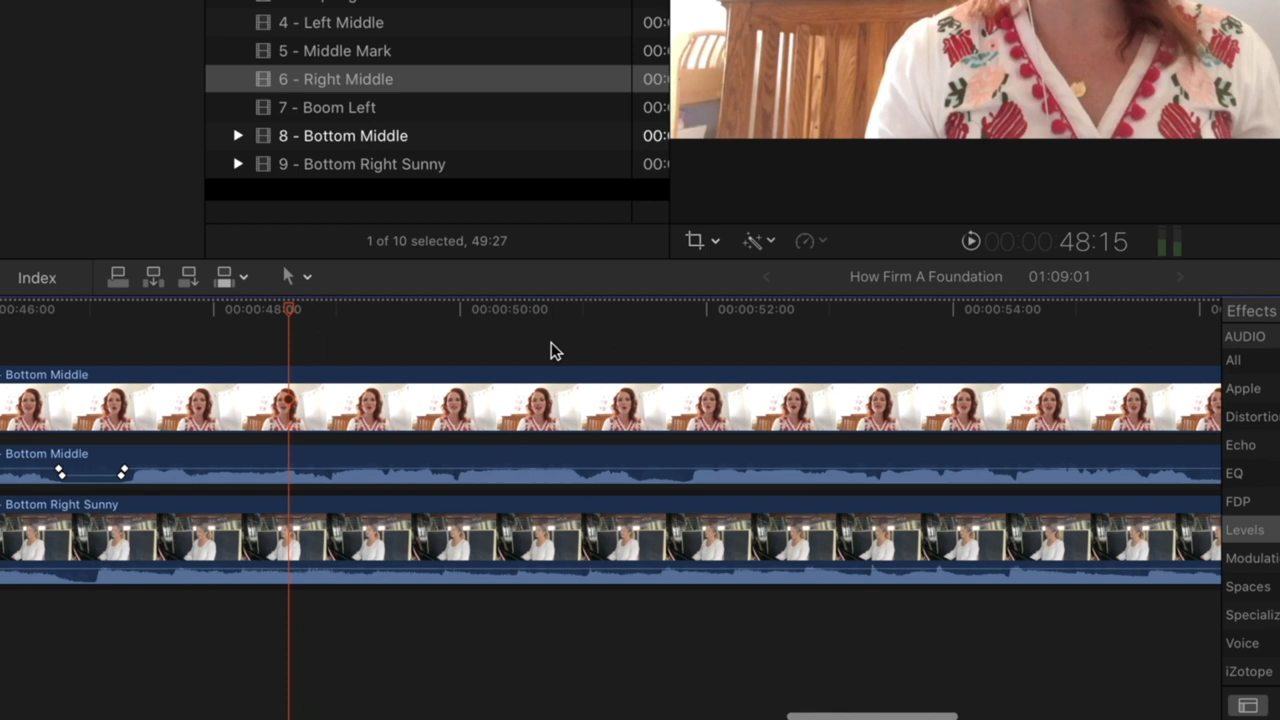 4 - Left Middle 00:
5 - Middle Mark 00:
6 - Right Middle 00:
7 - Boom Left 00:
8 - Bottom Middle 00:
9 - Bottom Right Sunny 00:
1 of 10 selected, 49:27
00:00:48:15
Index
How Firm A Foundation 01:09:01
00:46:00 00:00:48:00 00:00:50:00 00:00:52:00 00:00:54:00
Effects
AUDIO
All
Apple
Distortio
Echo
EQ
FDP
Levels
Modulati
Spaces
Specializ
Voice
iZotope
- Bottom Middle
- Bottom Middle
- Bottom Right Sunny